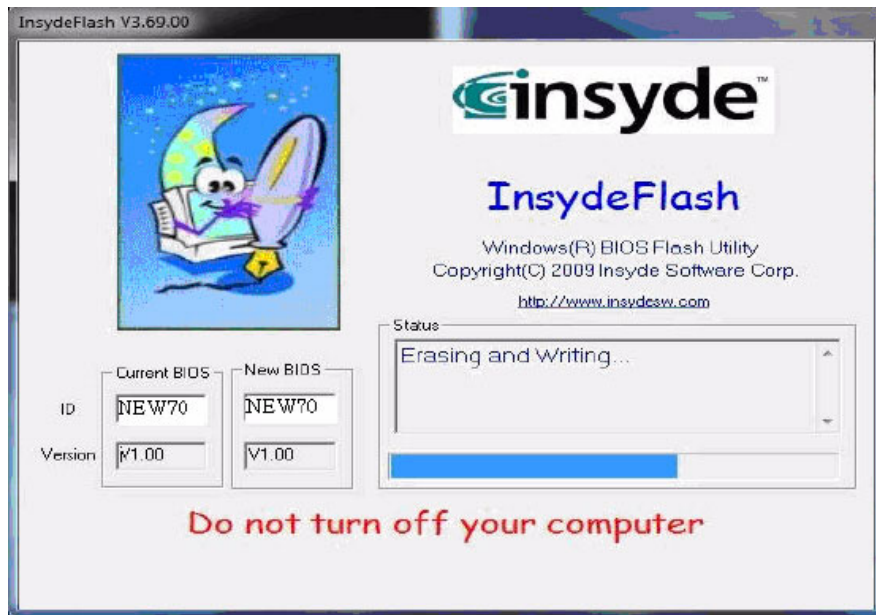 InsydeFlash V3.69.00
insyde™
InsydeFlash
Windows(R) BIOS Flash Utility
Copyright(C) 2009 Insyde Software Corp.
http://www.insydesw.com
Status
Erasing and Writing...
Current BIOS
New BIOS
ID
NEW70
NEW70
Version
V1.00
V1.00
Do not turn off your computer